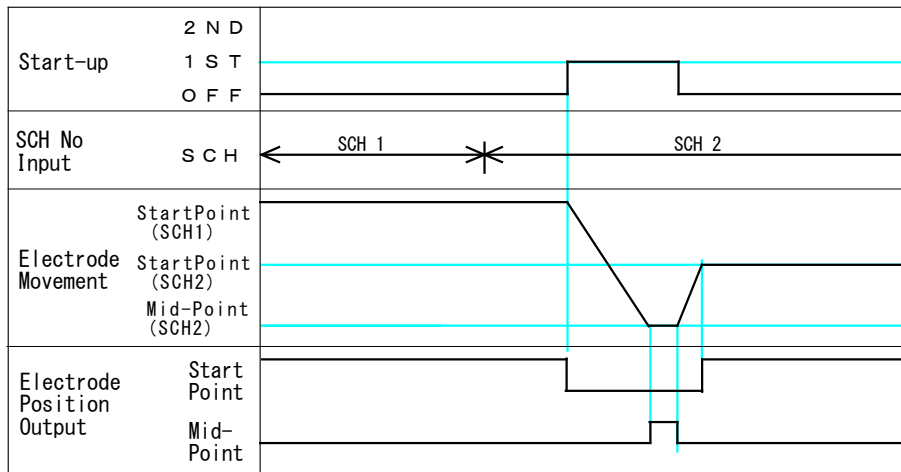 Start-up
2ND
1ST
OFF
SCH No
Input
SCH
SCH 1
SCH 2
Electrode
Movement
StartPoint
(SCH1)
StartPoint
(SCH2)
Mid-Point
(SCH2)
Electrode
Position
Output
Start
Point
Mid-
Point